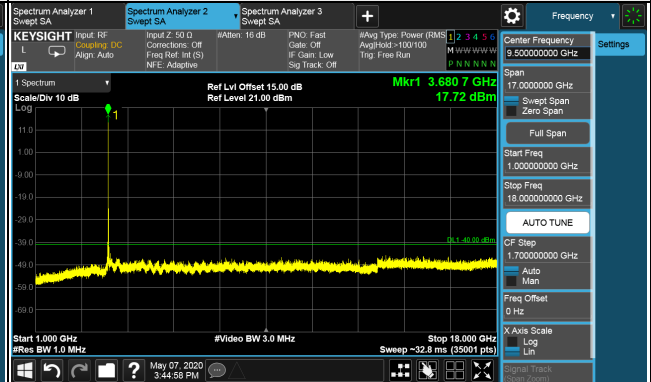 Spectrum Analyzer 1
Swept SA
Spectrum Analyzer 2
Swept SA
Spectrum Analyzer 3
Swept SA
Frequency
KEYSIGHT
L
LXI
Input: RF
Coupling: DC
Align: Auto
Input Z: 50 Ω
Corrections: Off
Freq Ref: Int (S)
NFE: Adaptive
#Atten: 16 dB
PNO: Fast
Gate: Off
IF Gain: Low
Sig Track: Off
#Avg Type: Power (RMS
Avg|Hold:>100/100
Trig: Free Run
1 2 3 4 5 6
M W W W W W
P N N N N N
1 Spectrum
Scale/Div 10 dB
Log
Ref Lvl Offset 15.00 dB
Ref Level 21.00 dBm
Mkr1 3.680 7 GHz
17.72 dBm
1
11.0
1.00
-9.00
-19.0
-29.0
-39.0
-49.0
-59.0
-69.0
DL1 -40.00 dBm
Start 1.000 GHz
#Res BW 1.0 MHz
#Video BW 3.0 MHz
Stop 18.000 GHz
Sweep ~32.8 ms (35001 pts)
May 07, 2020
3:44:58 PM
?
Center Frequency
9.500000000 GHz
Settings
Span
17.0000000 GHz
Swept Span
Zero Span
Full Span
Start Freq
1.000000000 GHz
Stop Freq
18.000000000 GHz
AUTO TUNE
CF Step
1.700000000 GHz
Auto
Man
Freq Offset
0 Hz
X Axis Scale
Log
Lin
Signal Track
(Span Zoom)